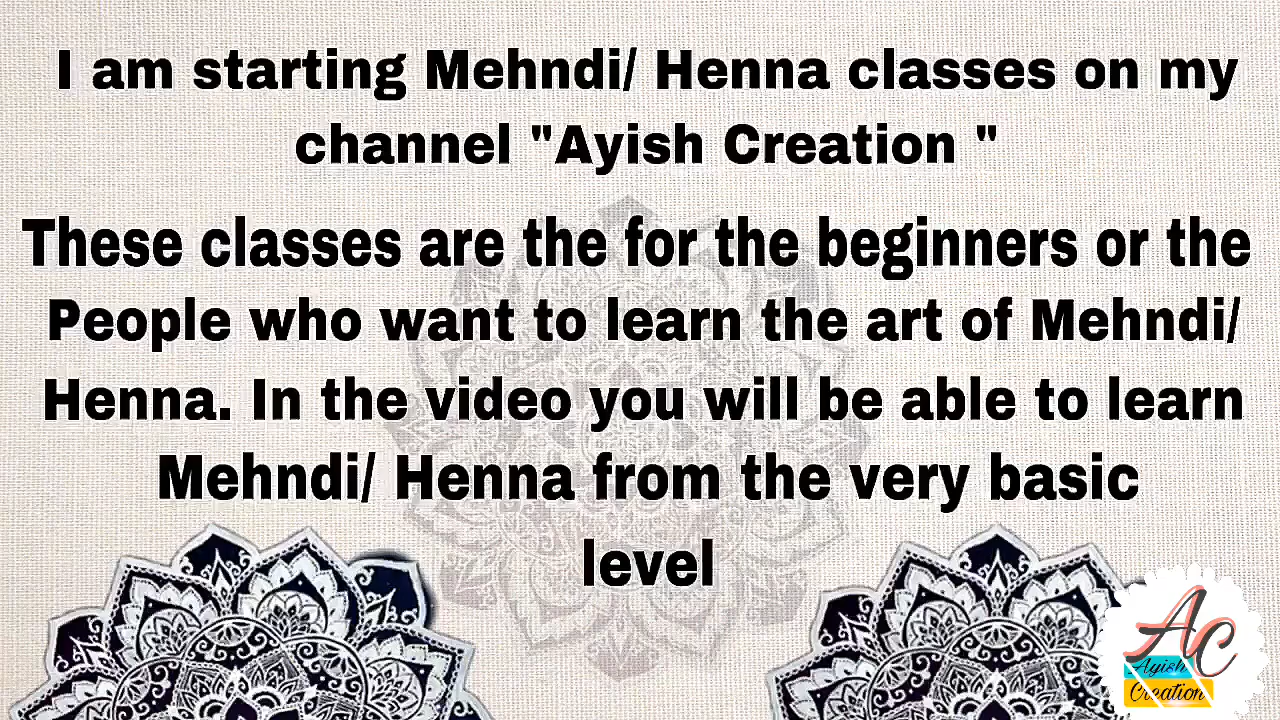 I am starting Mehndi/ Henna classes on my
channel "Ayish Creation "
These classes are the for the beginners or the
People who want to learn the art of Mehndi/
Henna. In the video you will be able to learn
Mehndi/ Henna from the very basic
level
AC
Ayish
Creation